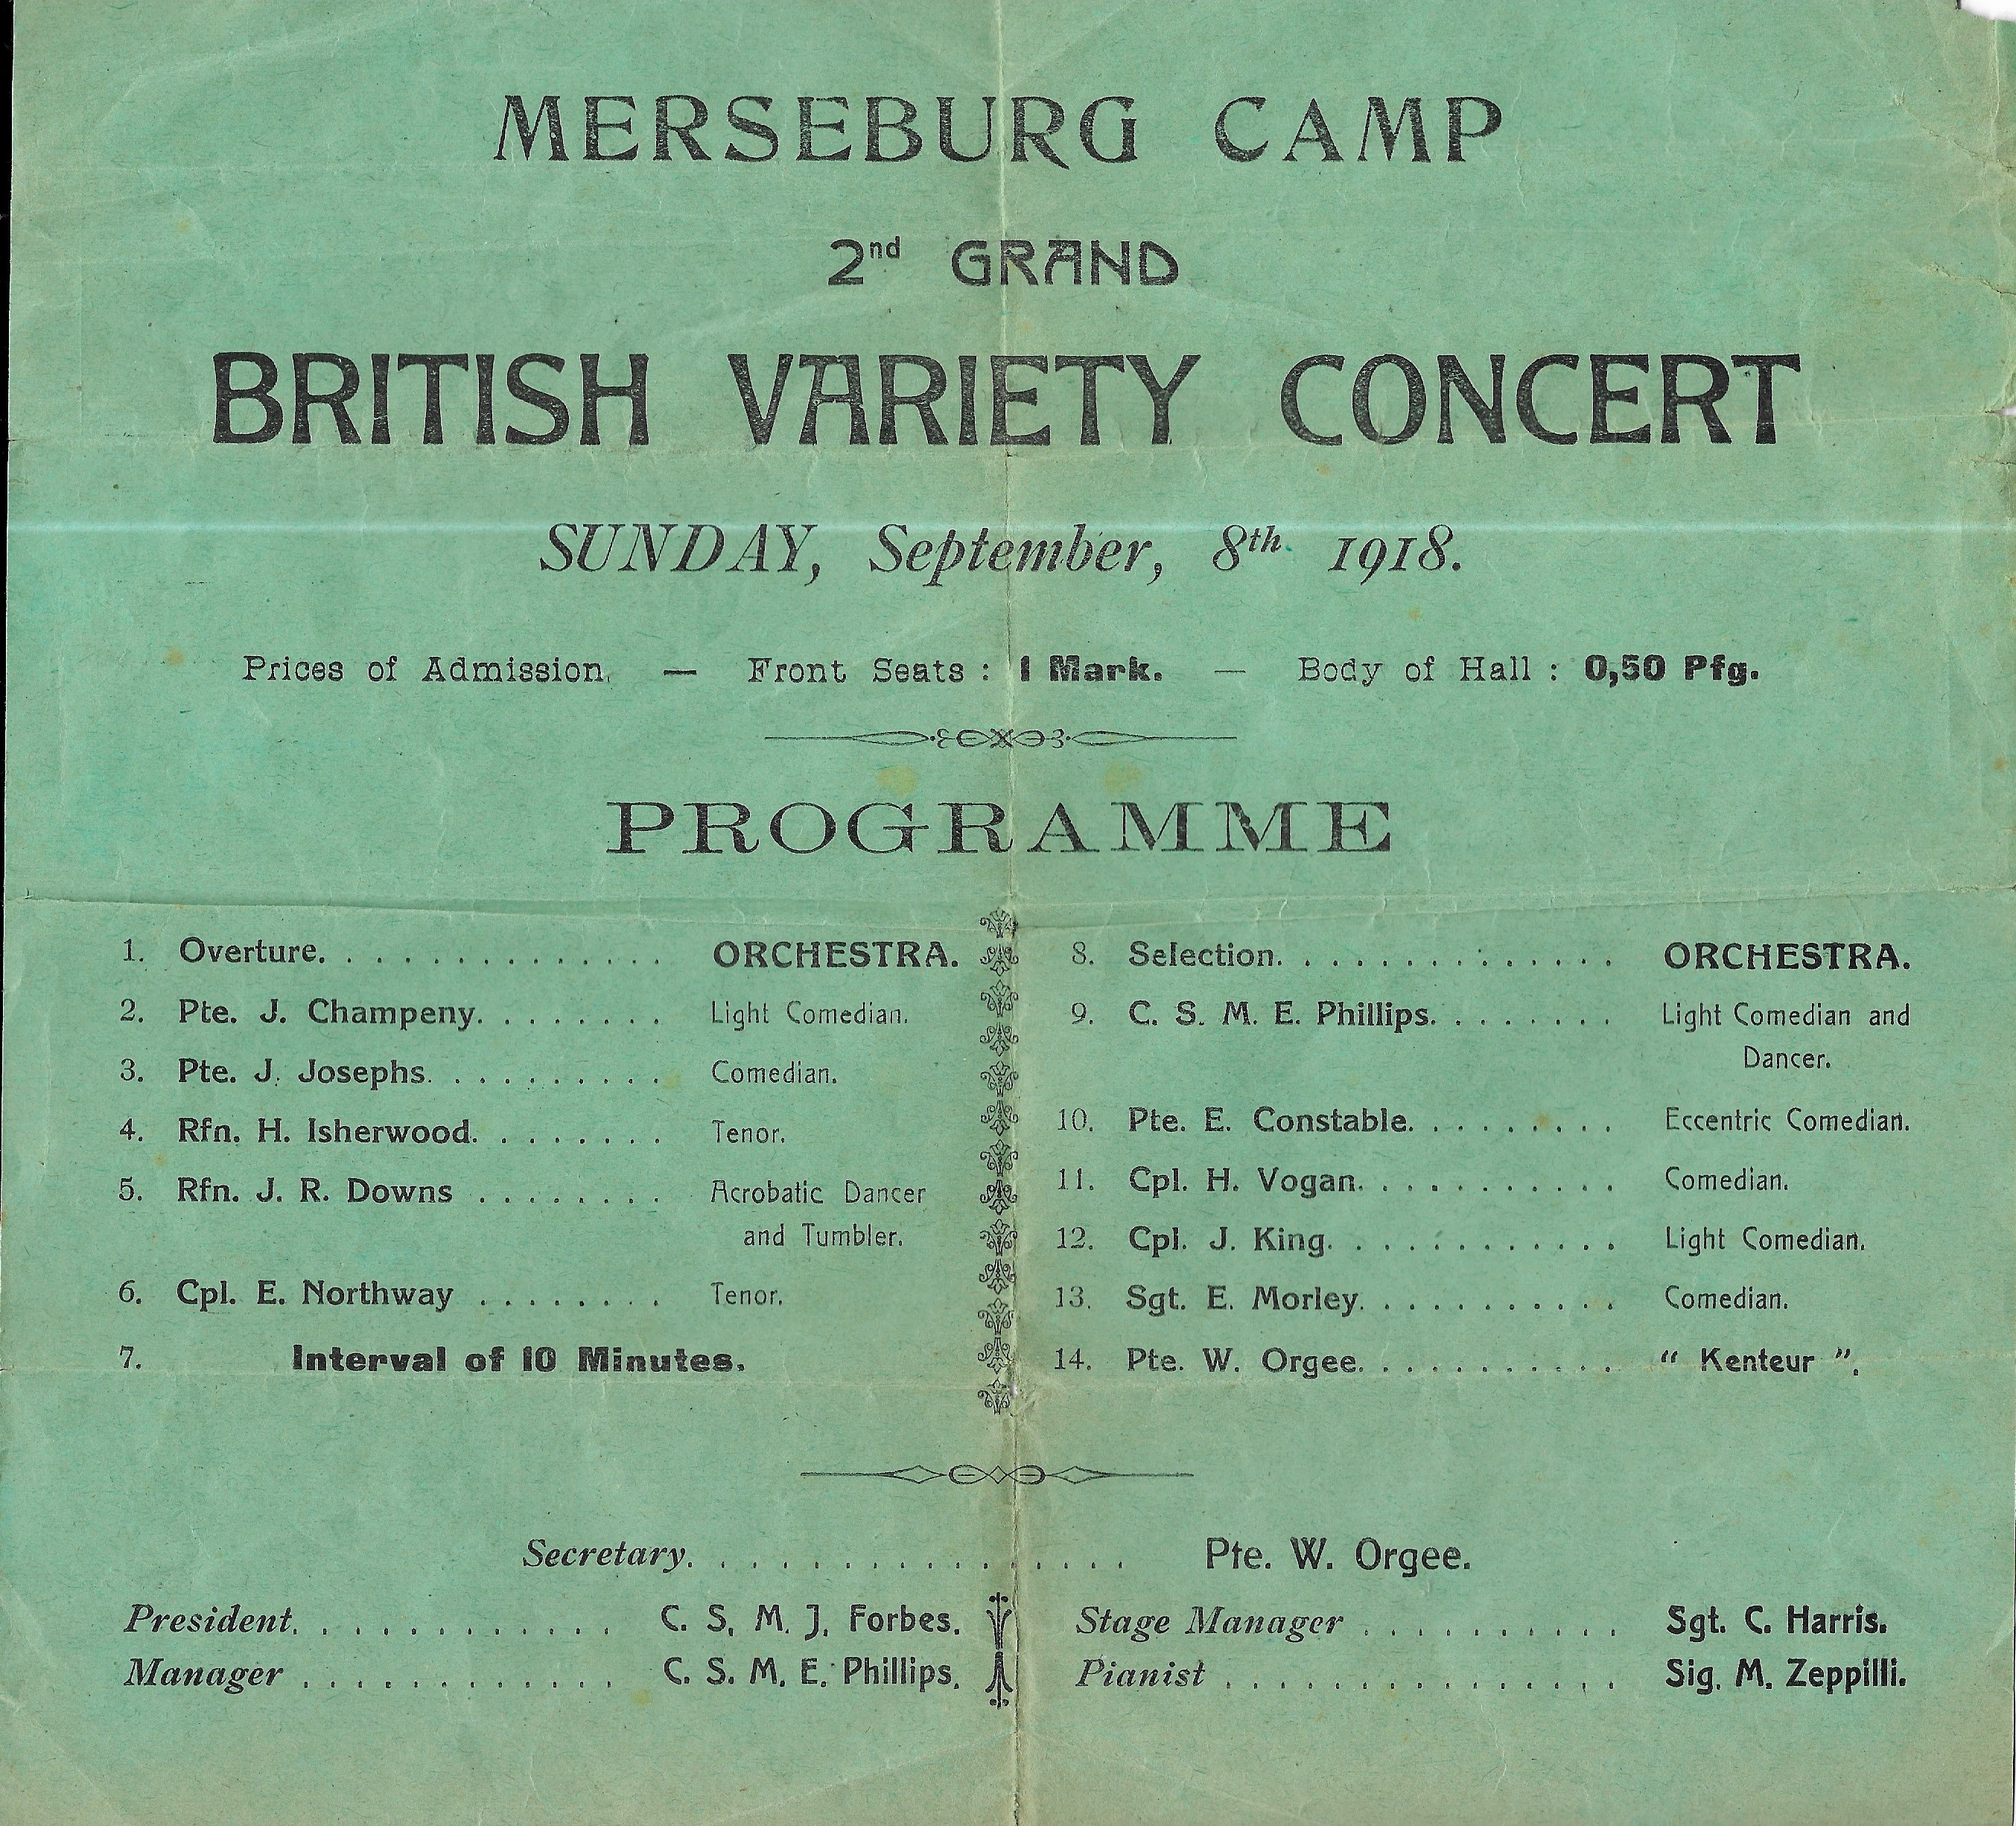 MERSEBURG CAMP
2nd GRAND
BRITISH VARIETY CONCERT
SUNDAY, September, 8th 1918.
Prices of Admission. — Front Seats : 1 Mark. — Body of Hall : 0,50 Pfg.
PROGRAMME
1. Overture. . . . . . . . . . . . . ORCHESTRA.
2. Pte. J. Champeny. . . . . . . . Light Comedian.
3. Pte. J. Josephs. . . . . . . . . . Comedian.
4. Rfn. H. Isherwood. . . . . . . . Tenor.
5. Rfn. J. R. Downs . . . . . . . . Acrobatic Dancer
and Tumbler.
6. Cpl. E. Northway . . . . . . . . Tenor.
7. Interval of 10 Minutes.
8. Selection. . . . . . . . . . . . . ORCHESTRA.
9. C. S. M. E. Phillips. . . . . . . . Light Comedian and
Dancer.
10. Pte. E. Constable. . . . . . . . . Eccentric Comedian.
11. Cpl. H. Vogan. . . . . . . . . . . Comedian.
12. Cpl. J. King. . . . . . . . . . . . Light Comedian.
13. Sgt. E. Morley. . . . . . . . . . . Comedian.
14. Pte. W. Orgee. . . . . . . . . . . “ Kenteur ”.
Secretary. . . . . . . . . . . . . . . Pte. W. Orgee.
President. . . . . . . . . . . . C. S. M. J. Forbes.
Manager . . . . . . . . . . . . C. S. M. E. Phillips.
Stage Manager . . . . . . . . . . Sgt. C. Harris.
Pianist . . . . . . . . . . . . . . . Sig. M. Zeppilli.